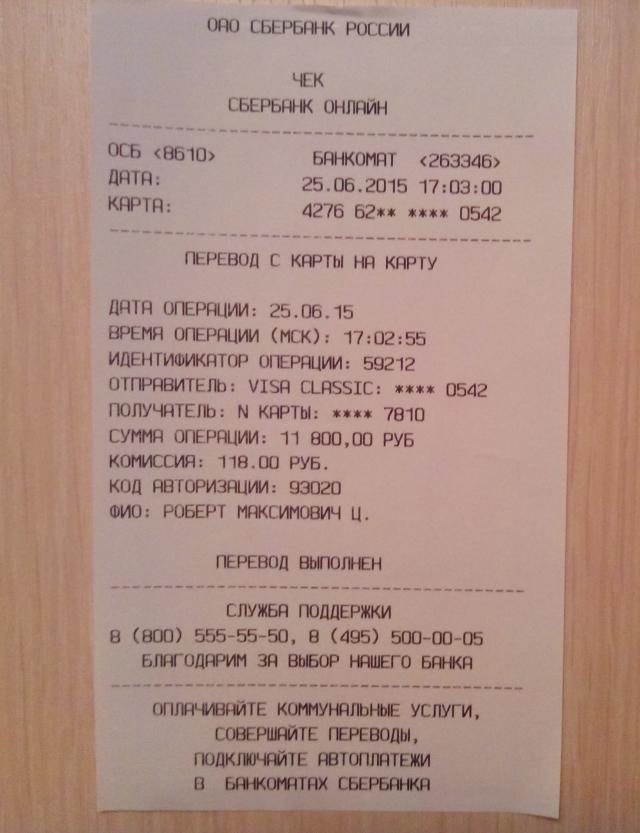 ОАО СБЕРБАНК РОССИИ
ЧЕК
СБЕРБАНК ОНЛАЙН
ОСБ <8610> БАНКОМАТ <263346>
ДАТА: 25.06.2015 17:03:00
КАРТА: 4276 62** **** 0542
ПЕРЕВОД С КАРТЫ НА КАРТУ
ДАТА ОПЕРАЦИИ: 25.06.15
ВРЕМЯ ОПЕРАЦИИ (МСК): 17:02:55
ИДЕНТИФИКАТОР ОПЕРАЦИИ: 59212
ОТПРАВИТЕЛЬ: VISA CLASSIC: **** 0542
ПОЛУЧАТЕЛЬ: N КАРТЫ: **** 7810
СУММА ОПЕРАЦИИ: 11 800,00 РУБ
КОМИССИЯ: 118.00 РУБ.
КОД АВТОРИЗАЦИИ: 93020
ФИО: РОБЕРТ МАКСИМОВИЧ Ц.
ПЕРЕВОД ВЫПОЛНЕН
СЛУЖБА ПОДДЕРЖКИ
8 (800) 555-55-50, 8 (495) 500-00-05
БЛАГОДАРИМ ЗА ВЫБОР НАШЕГО БАНКА
ОПЛАЧИВАЙТЕ КОММУНАЛЬНЫЕ УСЛУГИ,
СОВЕРШАЙТЕ ПЕРЕВОДЫ,
ПОДКЛЮЧАЙТЕ АВТОПЛАТЕЖИ
В БАНКОМАТАХ СБЕРБАНКА